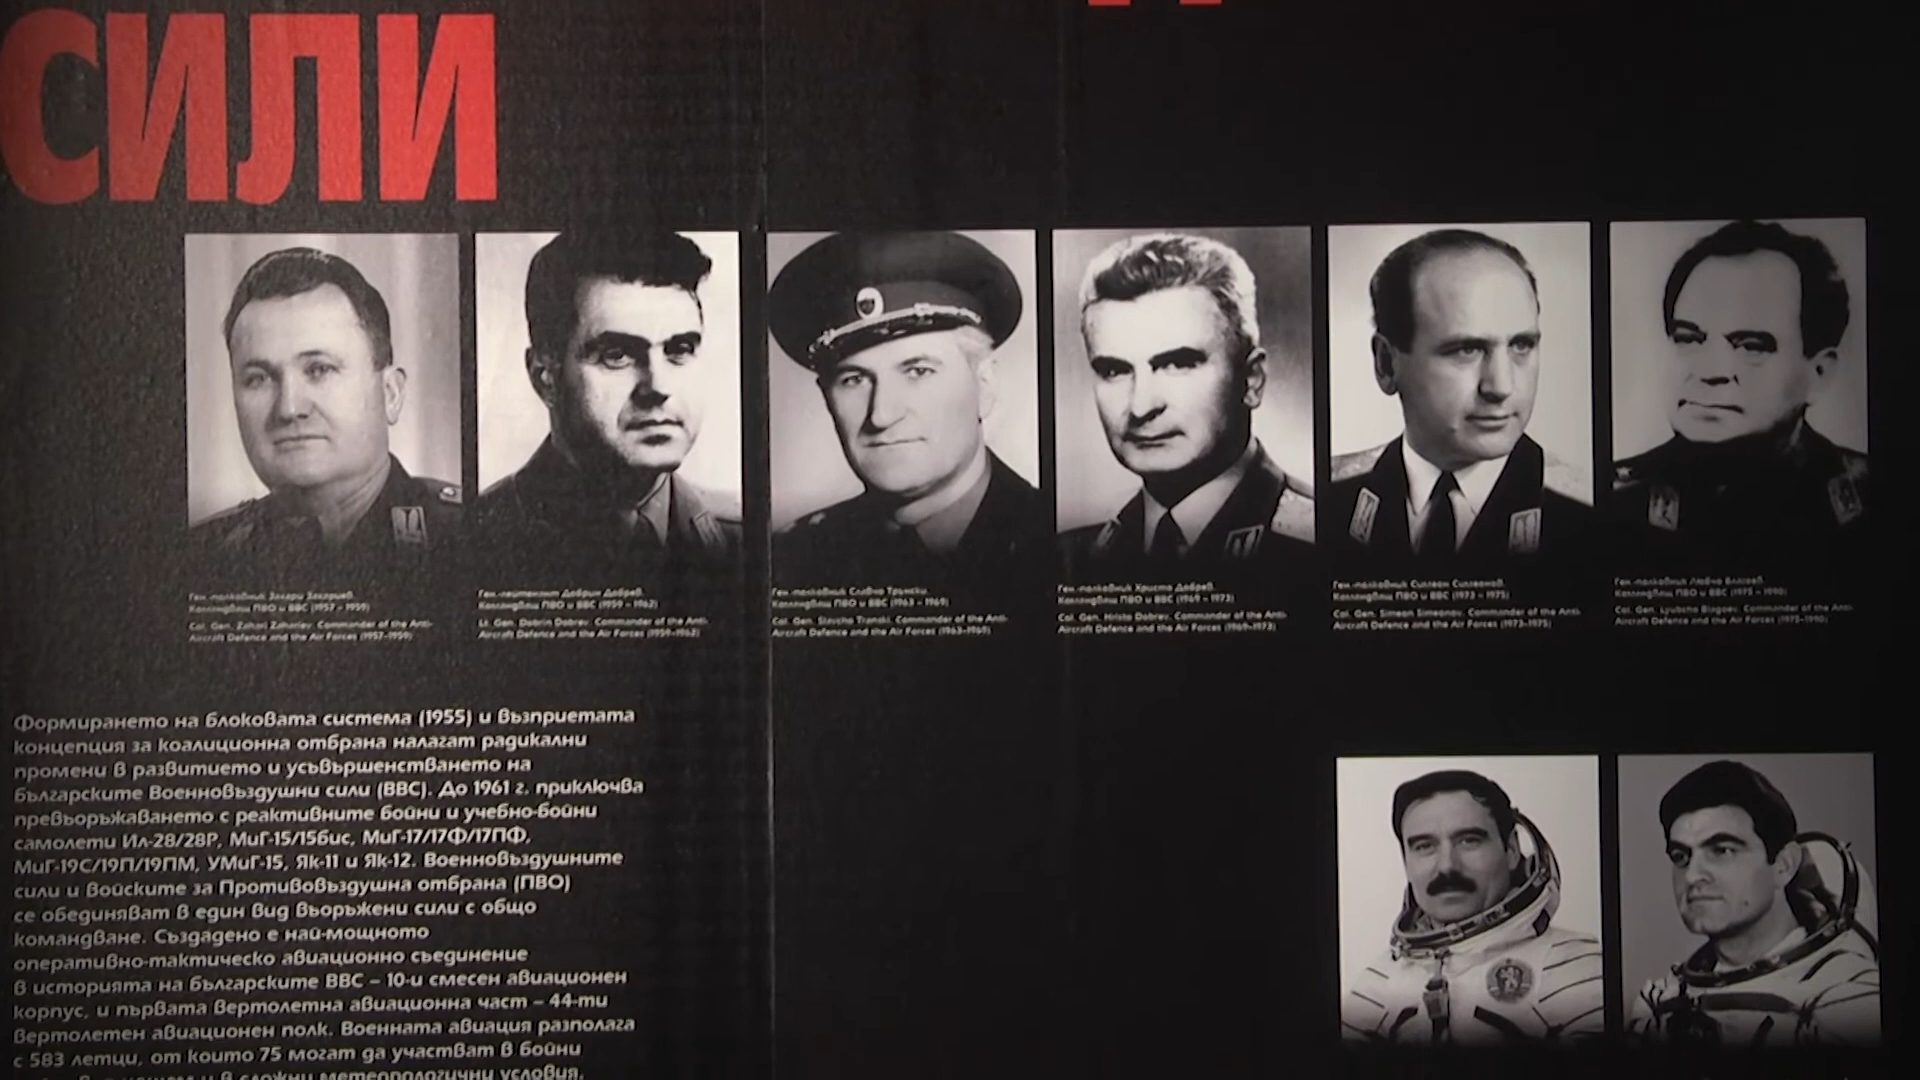 СИЛИ
Ген.-полковник Захари Захариев.
Командващ ПВО и ВВС (1957 – 1959)
Col. Gen. Zahari Zahariev. Commander of the Anti-
Aircraft Defence and the Air Forces (1957–1959)
Ген.-лейтенант Добрин Добрев.
Командващ ПВО и ВВС (1959 – 1962)
Lt. Gen. Dobrin Dobrev. Commander of the Anti-
Aircraft Defence and the Air Forces (1959–1962)
Ген.-полковник Славчо Трънски.
Командващ ПВО и ВВС (1963 – 1969)
Col. Gen. Slavcho Transki. Commander of the Anti-
Aircraft Defence and the Air Forces (1963–1969)
Ген.-полковник Христо Добрев.
Командващ ПВО и ВВС (1969 – 1973)
Col. Gen. Hristo Dobrev. Commander of the Anti-
Aircraft Defence and the Air Forces (1969–1973)
Ген.-полковник Симеон Симеонов.
Командващ ПВО и ВВС (1973 – 1975)
Col. Gen. Simeon Simeonov. Commander of the Anti-
Aircraft Defence and the Air Forces (1973–1975)
Ген.-полковник Любчо Благоев.
Командващ ПВО и ВВС (1975 – 1990)
Col. Gen. Lyubcho Blagoev. Commander of the Anti-
Aircraft Defence and the Air Forces (1975–1990)
Формирането на блоковата система (1955) и възприетата
концепция за коалиционна отбрана налагат радикални
промени в развитието и усъвършенстването на
българските Военновъздушни сили (ВВС). До 1961 г. приключва
превъоръжаването с реактивните бойни и учебно-бойни
самолети Ил-28/28Р, МиГ-15/15бис, МиГ-17/17Ф/17ПФ,
МиГ-19С/19П/19ПМ, УМиГ-15, Як-11 и Як-12. Военновъздушните
сили и войските за Противовъздушна отбрана (ПВО)
се обединяват в един вид въоръжени сили с общо
командване. Създадено е най-мощното
оперативно-тактическо авиационно съединение
в историята на българските ВВС – 10-и смесен авиационен
корпус, и първата вертолетна авиационна част – 44-ти
вертолетен авиационен полк. Военната авиация разполага
с 583 летци, от които 75 могат да участват в бойни
и в сложни метеорологични условия.